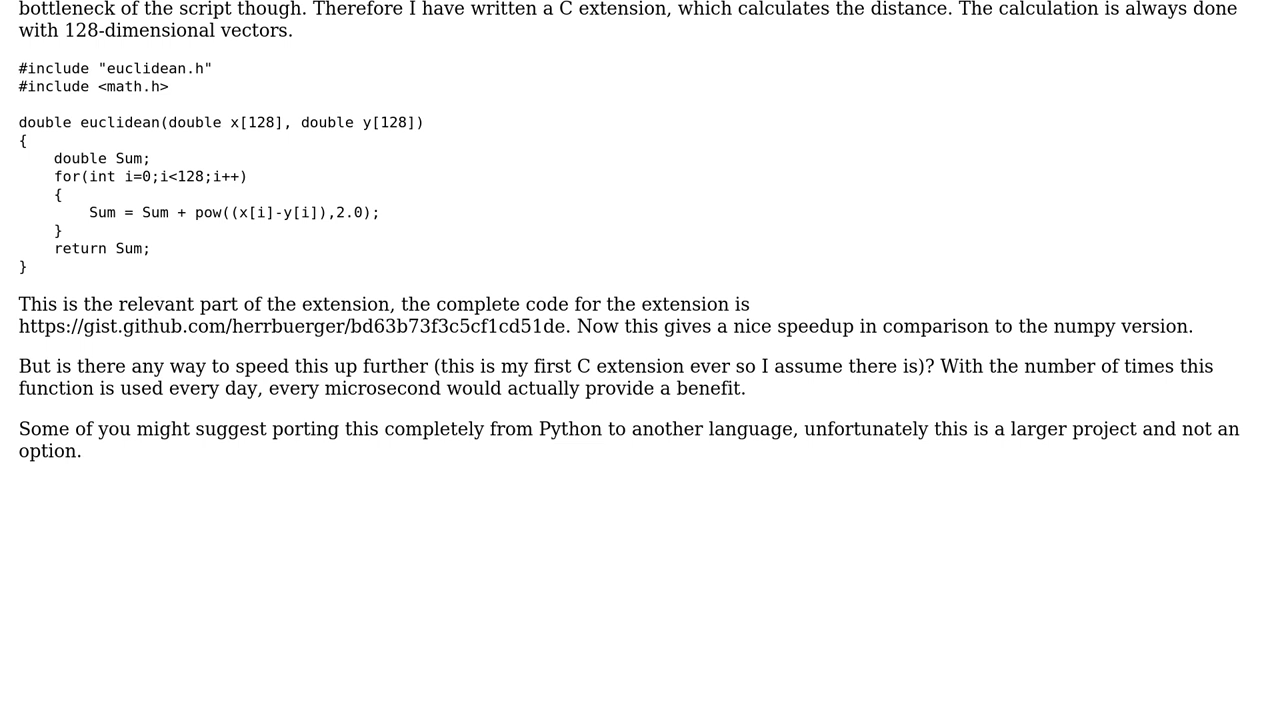 bottleneck of the script though. Therefore I have written a C extension, which calculates the distance. The calculation is always done
with 128-dimensional vectors.
#include "euclidean.h"
#include <math.h>
double euclidean(double x[128], double y[128])
{
    double Sum;
    for(int i=0;i<128;i++)
    {
        Sum = Sum + pow((x[i]-y[i]),2.0);
    }
    return Sum;
}
This is the relevant part of the extension, the complete code for the extension is
https://gist.github.com/herrbuerger/bd63b73f3c5cf1cd51de. Now this gives a nice speedup in comparison to the numpy version.
But is there any way to speed this up further (this is my first C extension ever so I assume there is)? With the number of times this
function is used every day, every microsecond would actually provide a benefit.
Some of you might suggest porting this completely from Python to another language, unfortunately this is a larger project and not an
option.